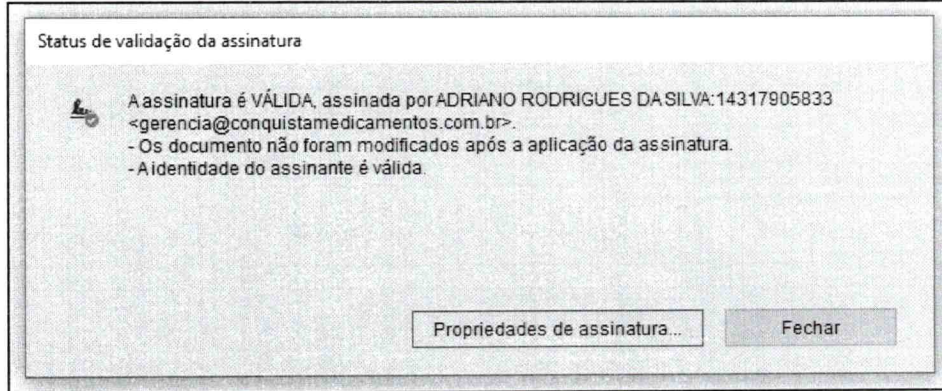 Status de validação da assinatura
A assinatura é VÁLIDA, assinada por ADRIANO RODRIGUES DA SILVA:14317905833
<gerencia@conquistamedicamentos.com.br>.
- Os documento não foram modificados após a aplicação da assinatura.
- A identidade do assinante é válida.
Propriedades de assinatura...
Fechar